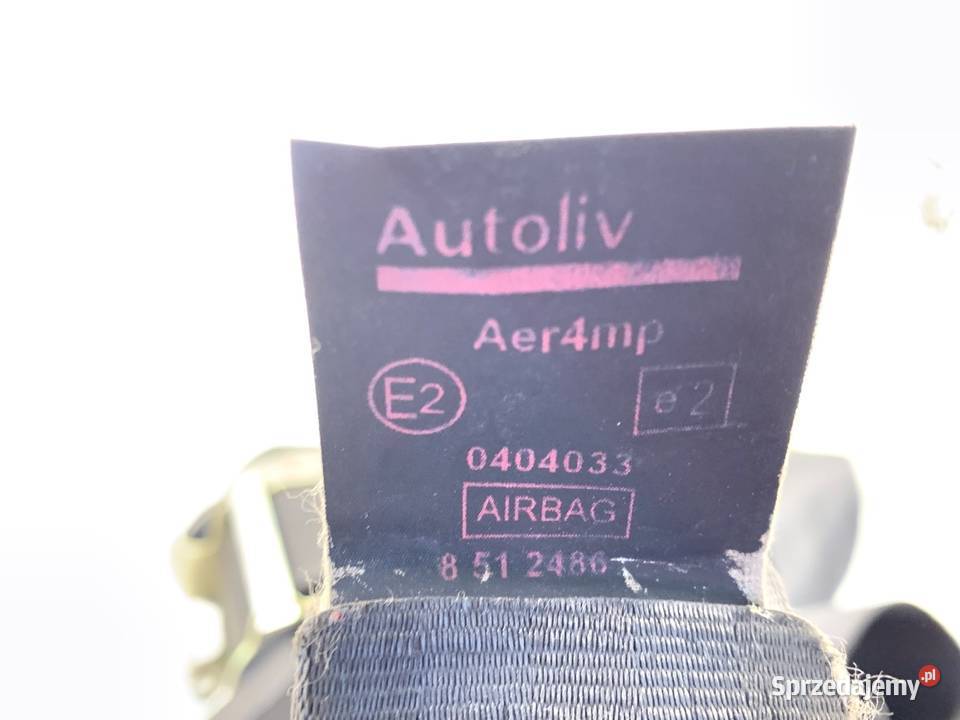 Autoliv
Aer4mp
E2 e2
0404033
AIRBAG
8 51 2486
Sprzedajemy.pl